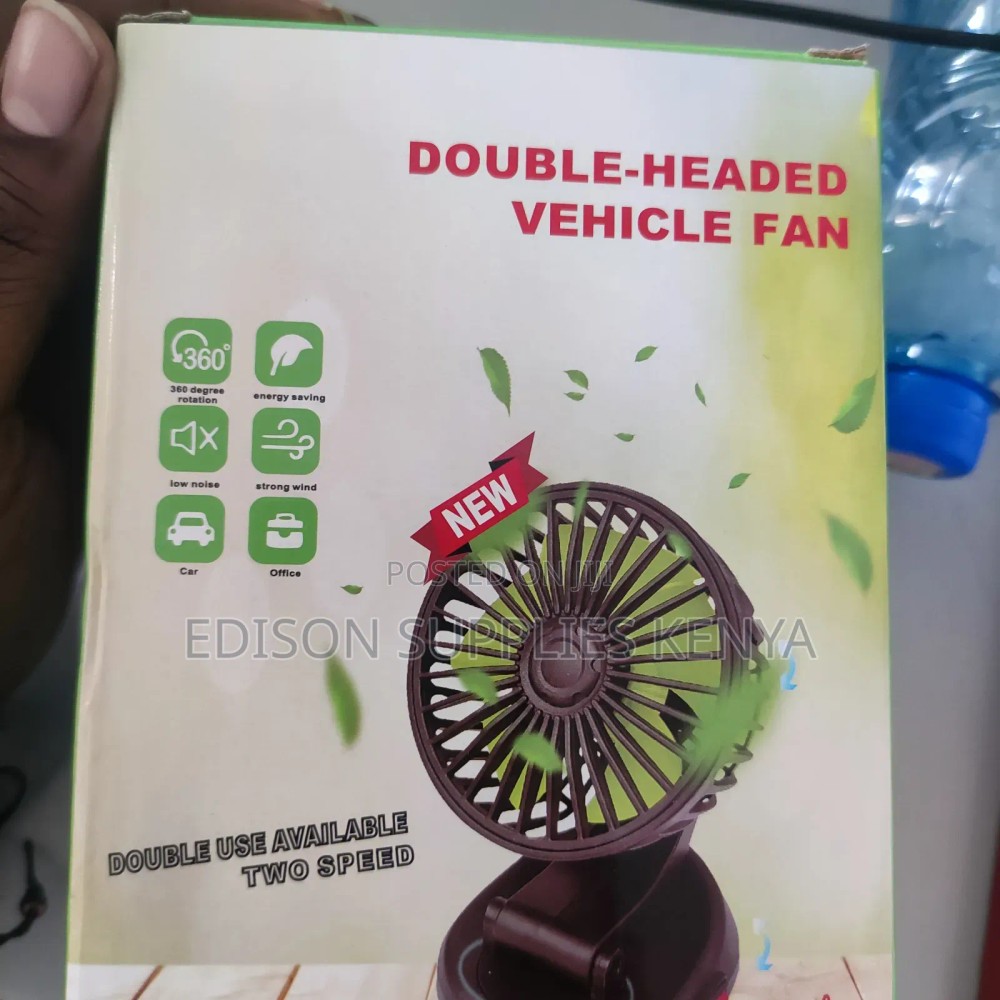 DOUBLE-HEADED
VEHICLE FAN
360°
360 degree
rotation
energy saving
low noise
strong wind
Car
Office
NEW
POSTED ON JIJI
EDISON SUPPLIES KENYA
DOUBLE USE AVAILABLE
TWO SPEED